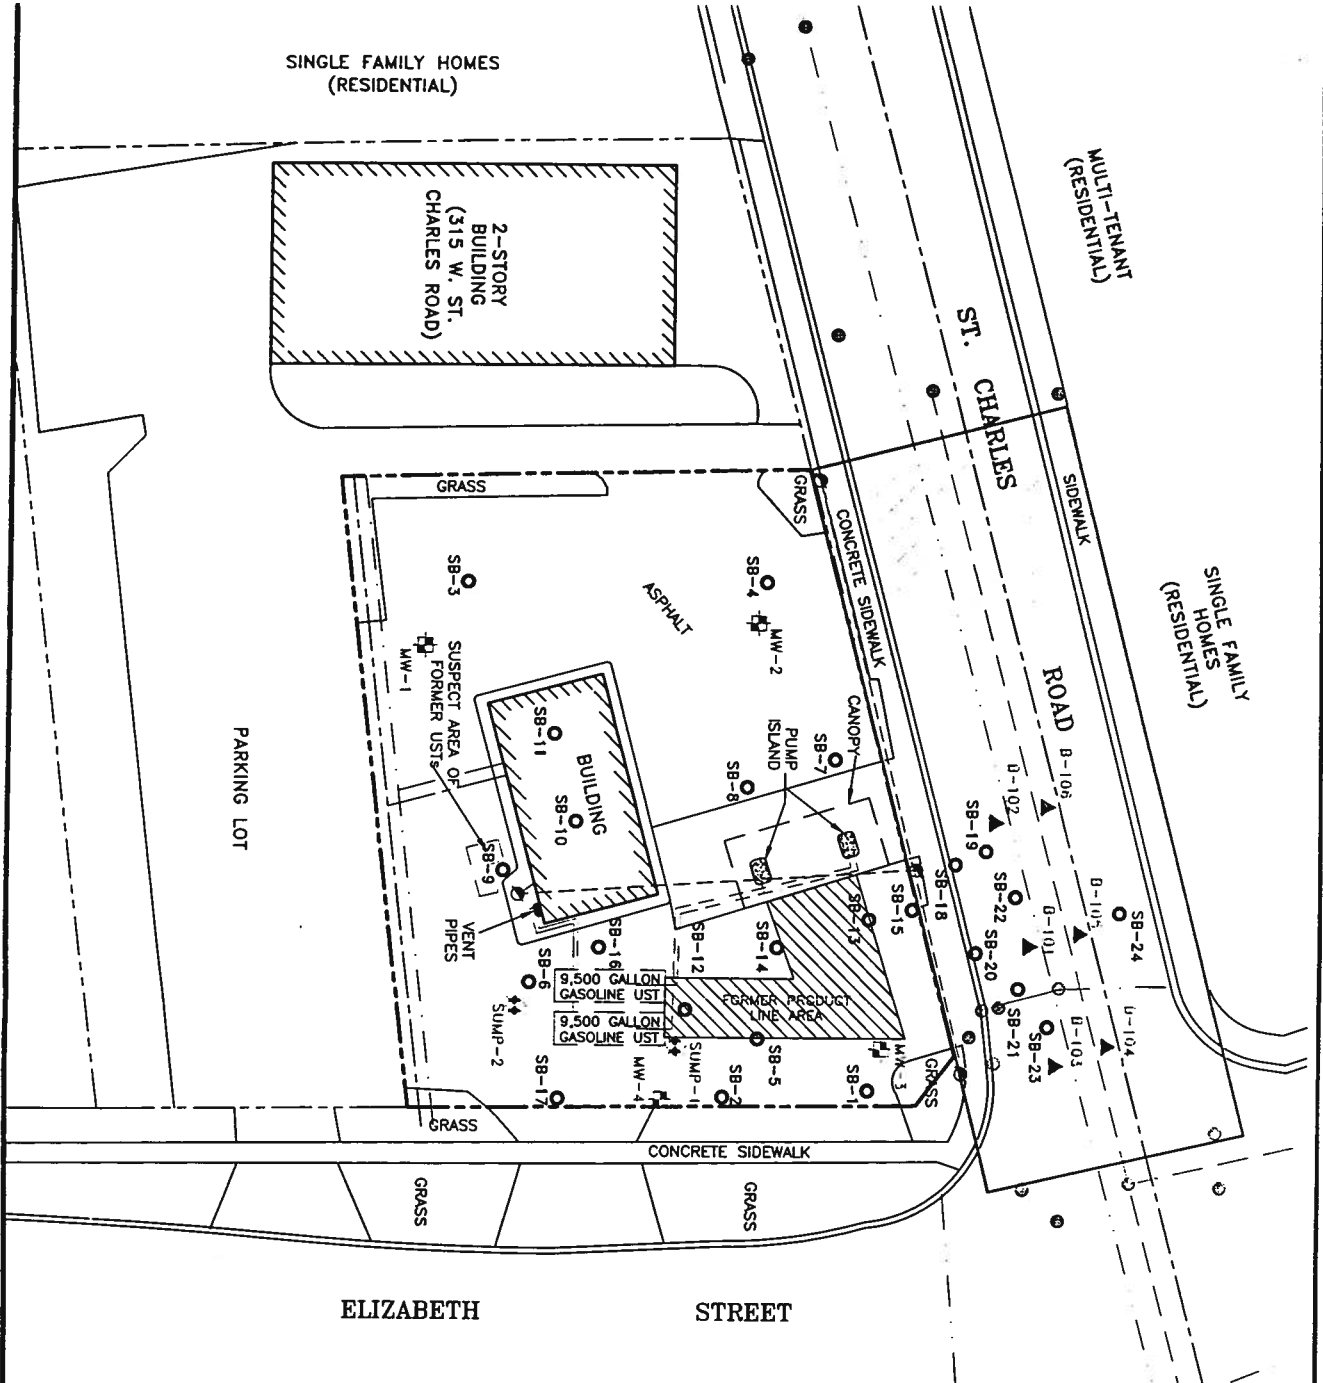 SINGLE FAMILY HOMES
(RESIDENTIAL)
MULTI-TENANT
(RESIDENTIAL)
2-STORY
BUILDING
(315 W. ST.
CHARLES ROAD)
ST. CHARLES ROAD
SIDEWALK
SINGLE FAMILY
HOMES
(RESIDENTIAL)
GRASS
GRASS
CONCRETE SIDEWALK
SB-3
SB-4
ASPHALT
MW-2
MW-1
SUSPECT AREA OF
FORMER USTs
CANOPY
PUMP
ISLAND
SB-7
SB-8
SB-11
BUILDING
SB-10
SB-9
PARKING LOT
VENT
PIPES
B-106
B-102
SB-19
SB-18
SB-22
B-105
SB-24
B-101
SB-20
SB-15
SB-13
SB-14
SB-12
SB-16
SB-6
9,500 GALLON
GASOLINE UST
9,500 GALLON
GASOLINE UST
FORMER PRODUCT
LINE AREA
SUMP-2
SUMP-1
SB-5
SB-21
SB-23
B-103
B-104
MW-3
GRASS
SB-17
MW-4
SB-2
SB-1
GRASS
CONCRETE SIDEWALK
GRASS
GRASS
ELIZABETH STREET